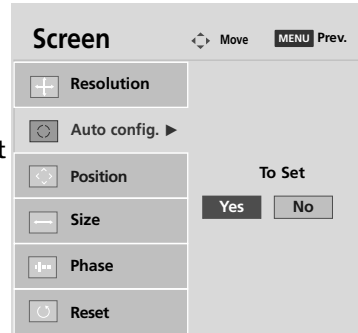 Screen
Move MENU Prev.
Resolution
Auto config. ►
t
Position
To Set
Yes No
Size
Phase
Reset